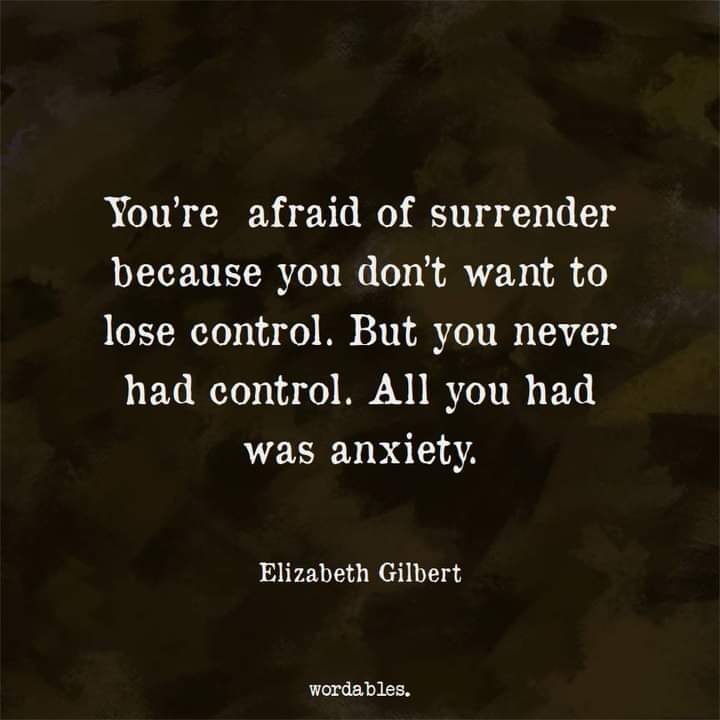 You're  afraid of surrender
because you don't want to
lose control. But you never
had control. All you had
was anxiety.
Elizabeth Gilbert
wordables.